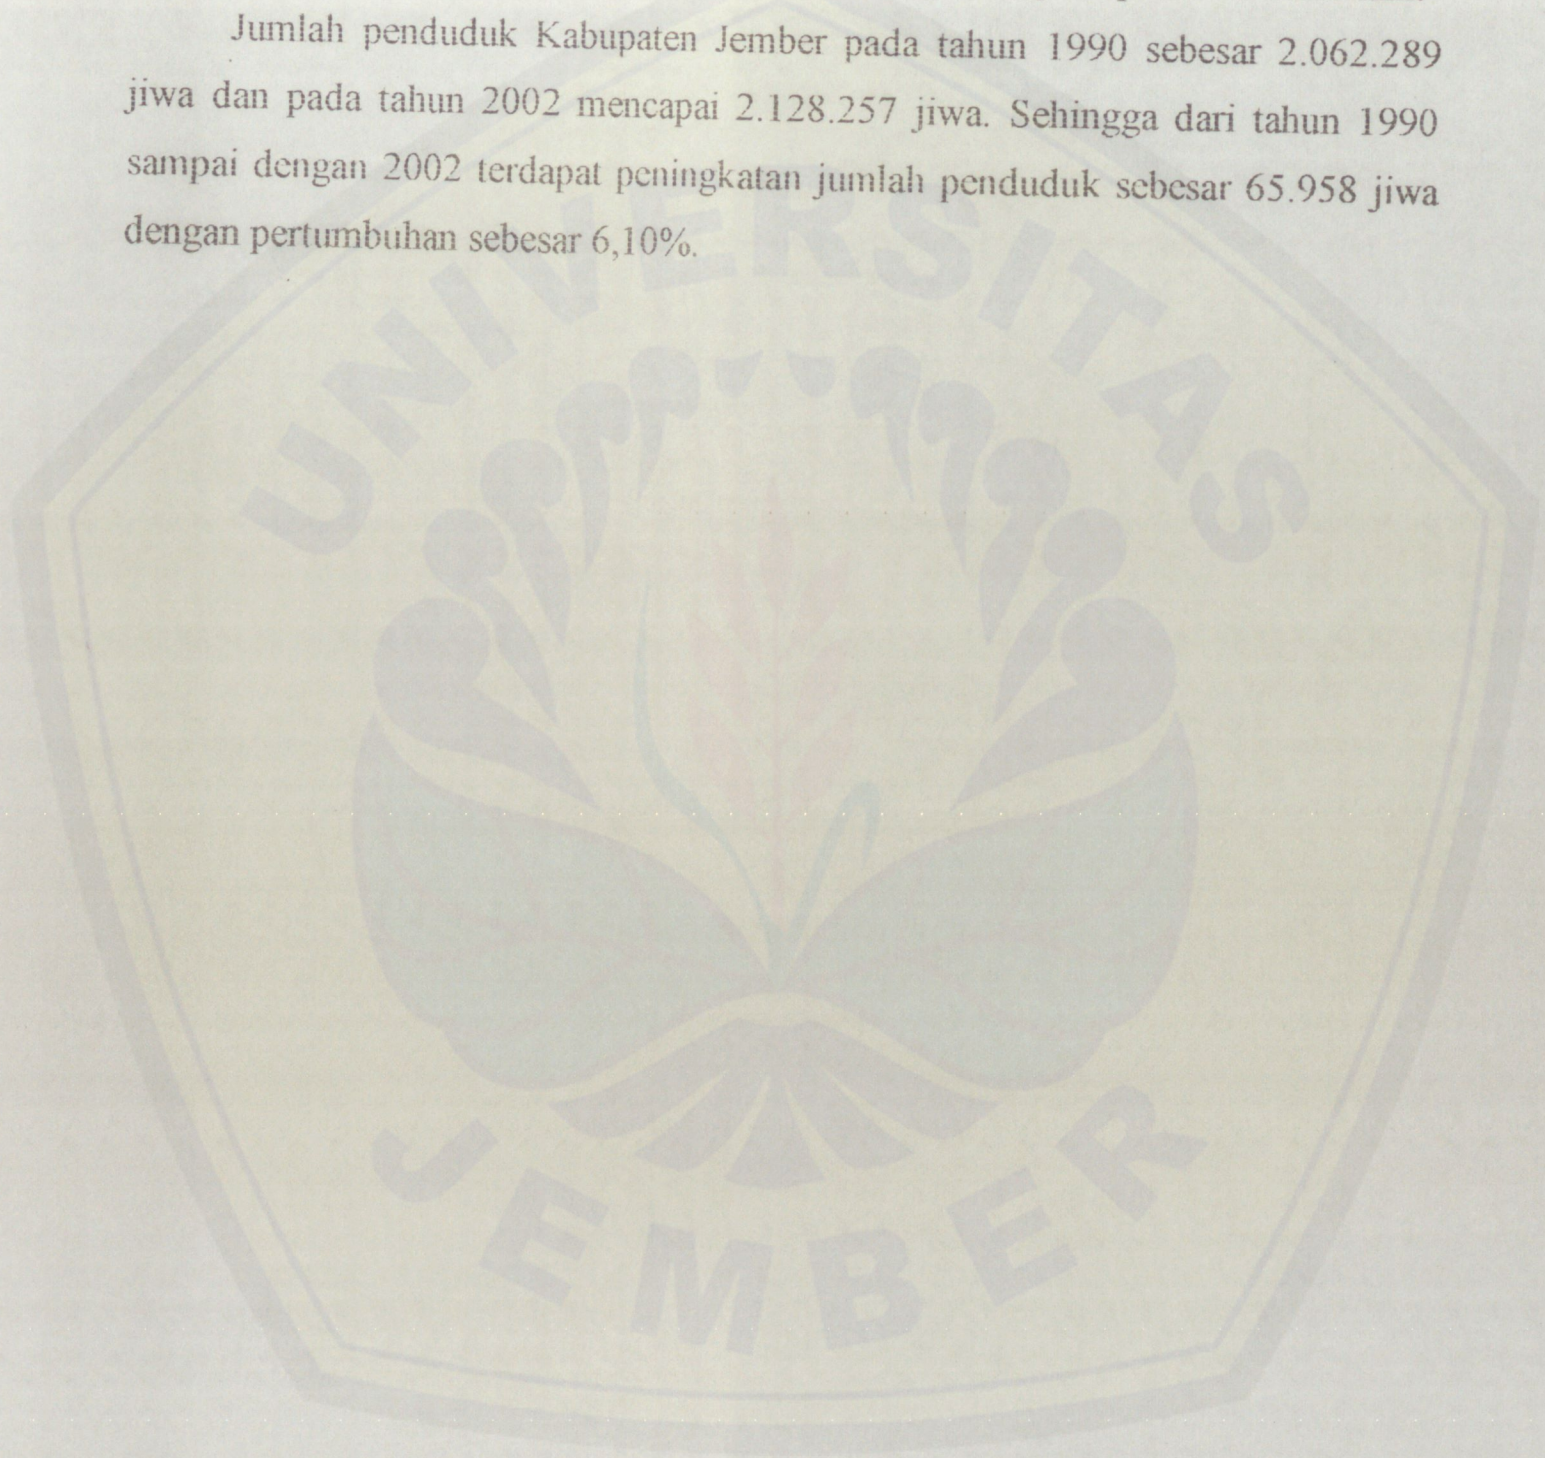 Jumlah penduduk Kabupaten Jember pada tahun 1990 sebesar 2.062.289
jiwa dan pada tahun 2002 mencapai 2.128.257 jiwa. Sehingga dari tahun 1990
sampai dengan 2002 terdapat peningkatan jumlah penduduk sebesar 65.958 jiwa
dengan pertumbuhan sebesar 6,10%.
UNIVERSITAS
JEMBER